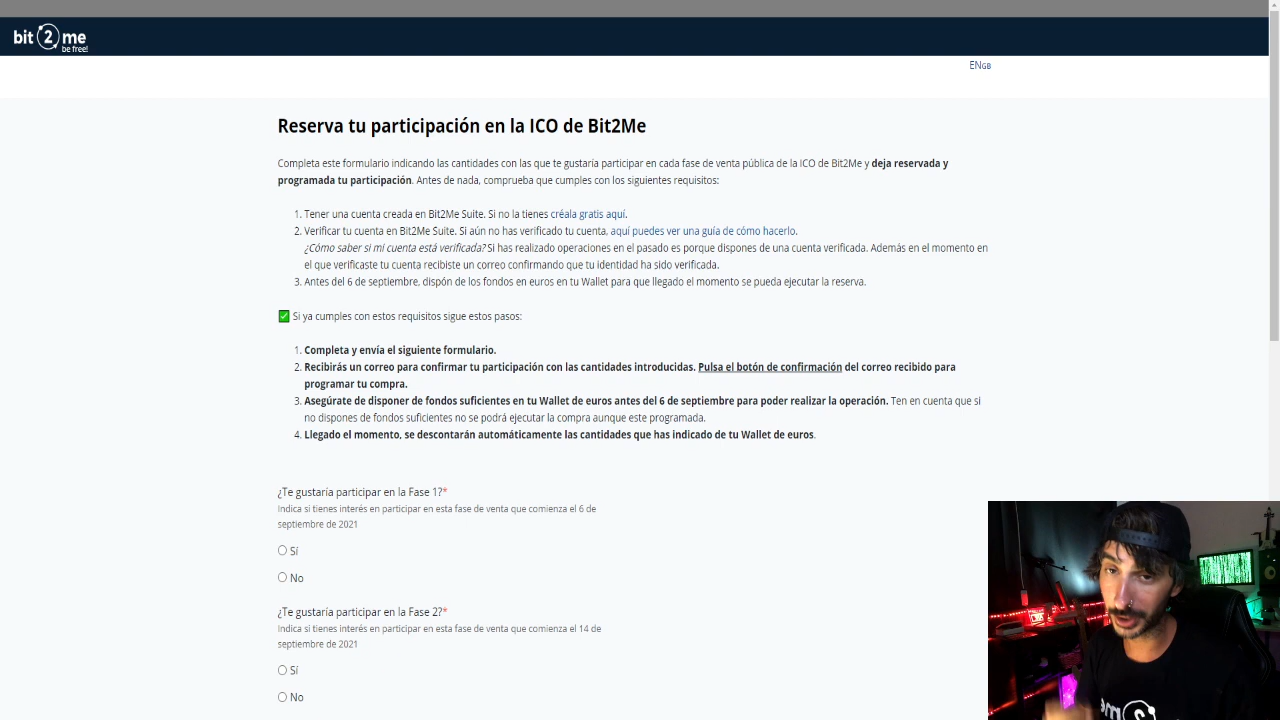 bit 2 me
be free!
ENGB
Reserva tu participación en la ICO de Bit2Me
Completa este formulario indicando las cantidades con las que te gustaría participar en cada fase de venta pública de la ICO de Bit2Me y deja reservada y
programada tu participación. Antes de nada, comprueba que cumples con los siguientes requisitos:
1. Tener una cuenta creada en Bit2Me Suite. Si no la tienes créala gratis aquí.
2. Verificar tu cuenta en Bit2Me Suite. Si aún no has verificado tu cuenta, aquí puedes ver una guía de cómo hacerlo.
¿Cómo saber si mi cuenta está verificada? Si has realizado operaciones en el pasado es porque dispones de una cuenta verificada. Además en el momento en
el que verificaste tu cuenta recibiste un correo confirmando que tu identidad ha sido verificada.
3. Antes del 6 de septiembre, dispón de los fondos en euros en tu Wallet para que llegado el momento se pueda ejecutar la reserva.
✅ Si ya cumples con estos requisitos sigue estos pasos:
1. Completa y envía el siguiente formulario.
2. Recibirás un correo para confirmar tu participación con las cantidades introducidas. Pulsa el botón de confirmación del correo recibido para
programar tu compra.
3. Asegúrate de disponer de fondos suficientes en tu Wallet de euros antes del 6 de septiembre para poder realizar la operación. Ten en cuenta que si
no dispones de fondos suficientes no se podrá ejecutar la compra aunque este programada.
4. Llegado el momento, se descontarán automáticamente las cantidades que has indicado de tu Wallet de euros.
¿Te gustaría participar en la Fase 1?*
Indica si tienes interés en participar en esta fase de venta que comienza el 6 de
septiembre de 2021
Sí
No
¿Te gustaría participar en la Fase 2?*
Indica si tienes interés en participar en esta fase de venta que comienza el 14 de
septiembre de 2021
Sí
No